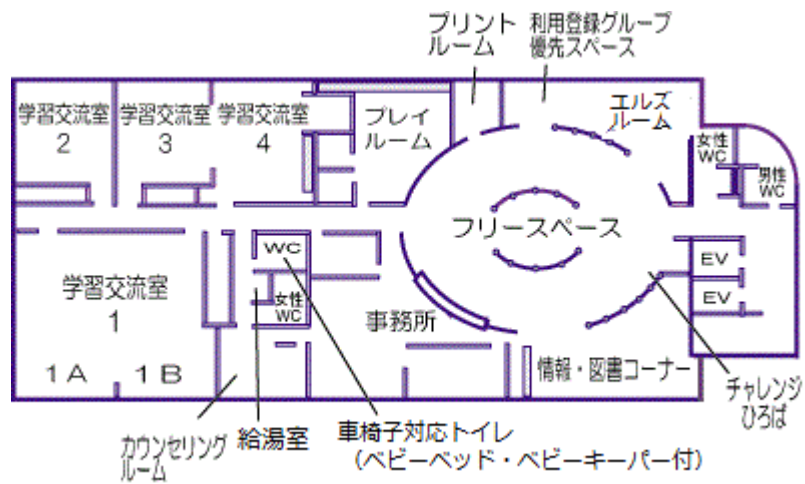 プリント
ルーム
利用登録グループ
優先スペース
学習交流室
2
学習交流室
3
学習交流室
4
プレイ
ルーム
エルズ
ルーム
女性
WC
男性
WC
フリースペース
WC
女性
WC
EV
EV
学習交流室
1
1A
1B
事務所
情報・図書コーナー
チャレンジ
ひろば
カウンセリング
ルーム
給湯室
車椅子対応トイレ
(ベビーベッド・ベビーキーパー付)